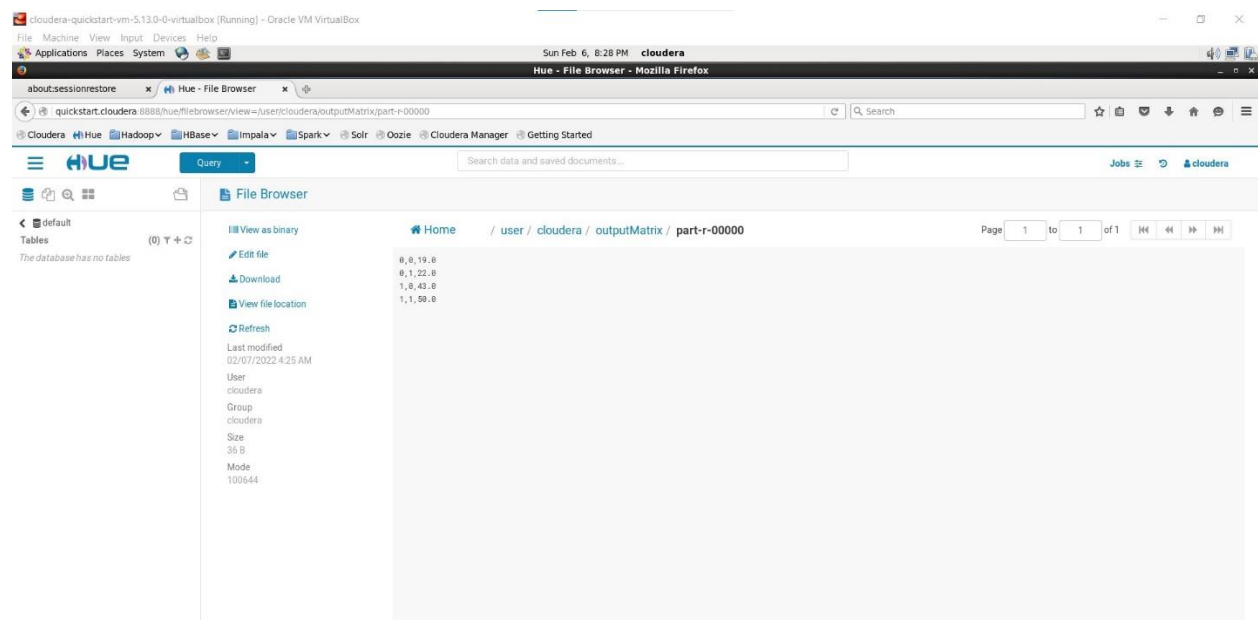 cloudera-quickstart-vm-5.13.0-0-virtualbox [Running] - Oracle VM VirtualBox
File Machine View Input Devices Help
Applications Places System Sun Feb 6, 8:28 PM cloudera
Hue - File Browser - Mozilla Firefox
about:sessionrestore Hue - File Browser
quickstart.cloudera:8888/hue/filebrowser/view=/user/cloudera/outputMatrix/part-r-00000 Search
Cloudera Hue Hadoop HBase Impala Spark Solr Oozie Cloudera Manager Getting Started
HUE Query Search data and saved documents... Jobs cloudera
File Browser
default
Tables (0)
The database has no tables
View as binary
Edit file
Download
View file location
Refresh
Last modified
02/07/2022 4:25 AM
User
cloudera
Group
cloudera
Size
36 B
Mode
100644
Home / user / cloudera / outputMatrix / part-r-00000 Page 1 to 1 of 1
0,0,19.0
0,1,22.0
1,0,43.0
1,1,50.0